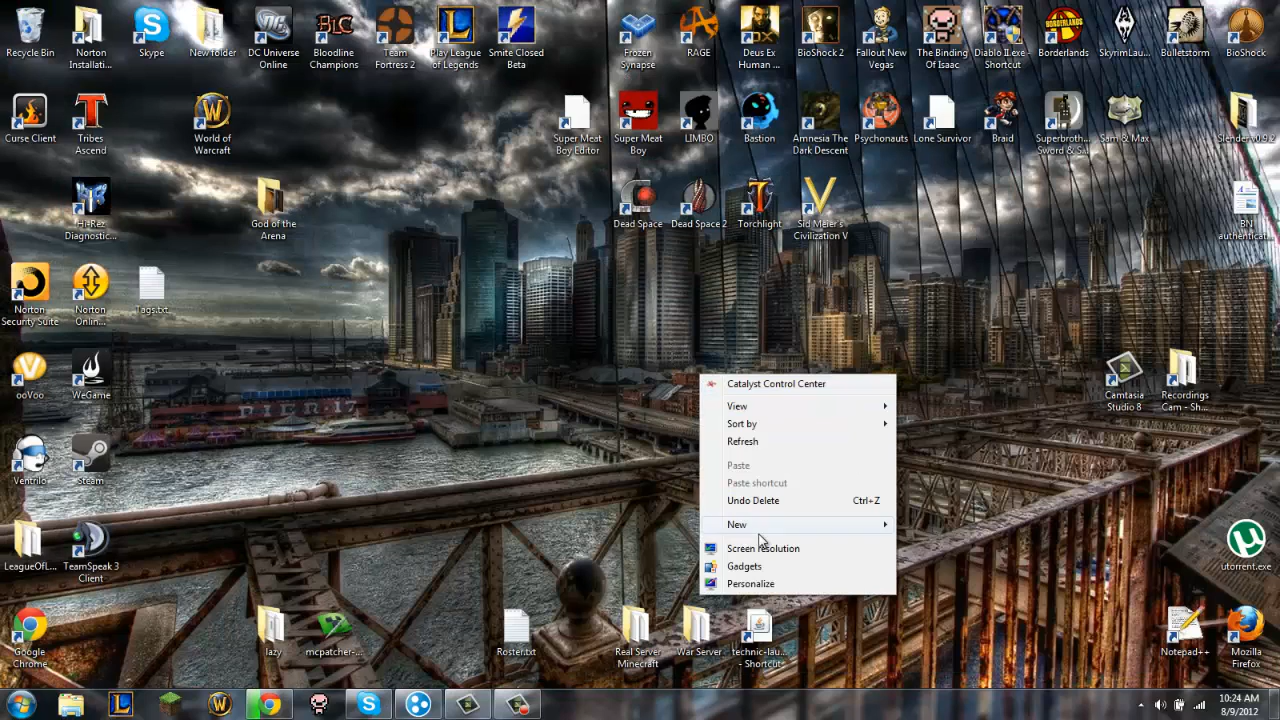 Recycle Bin
Norton
Installati...
Skype
New folder
DC Universe
Online
Bloodline
Champions
Team
Fortress 2
Play League
of Legends
Smite Closed
Beta
Frozen
Synapse
RAGE
Deus Ex
Human ...
BioShock 2
Fallout New
Vegas
The Binding
Of Isaac
Diablo II.exe -
Shortcut
Borderlands
SkyrimLau...
Bulletstorm
BioShock
Curse Client
Tribes
Ascend
World of
Warcraft
Super Meat
Boy Editor
Super Meat
Boy
LIMBO
Bastion
Amnesia The
Dark Descent
Psychonauts
Lone Survivor
Braid
Superbroth...
Sword & S...
Sam & Max
Slender v0.9.2
Hi-Rez
Diagnostic...
God of the
Arena
Dead Space
Dead Space 2
Torchlight
Sid Meier's
Civilization V
BN
authenticat...
Norton
Security Suite
Norton
Onlin...
Tags.txt
ooVoo
WeGame
Camtasia
Studio 8
Recordings
Cam - Sh...
Catalyst Control Center
View
Sort by
Refresh
Paste
Paste shortcut
Undo Delete Ctrl+Z
New
Screen resolution
Gadgets
Personalize
Ventrilo
Steam
LeagueOfL...
TeamSpeak 3
Client
utorrent.exe
Google
Chrome
lazy
mcpatcher-...
Roster.txt
Real Server
Minecraft
War Server
technic-lau...
- Shortcut
Notepad++
Mozilla
Firefox
10:24 AM
8/9/2012